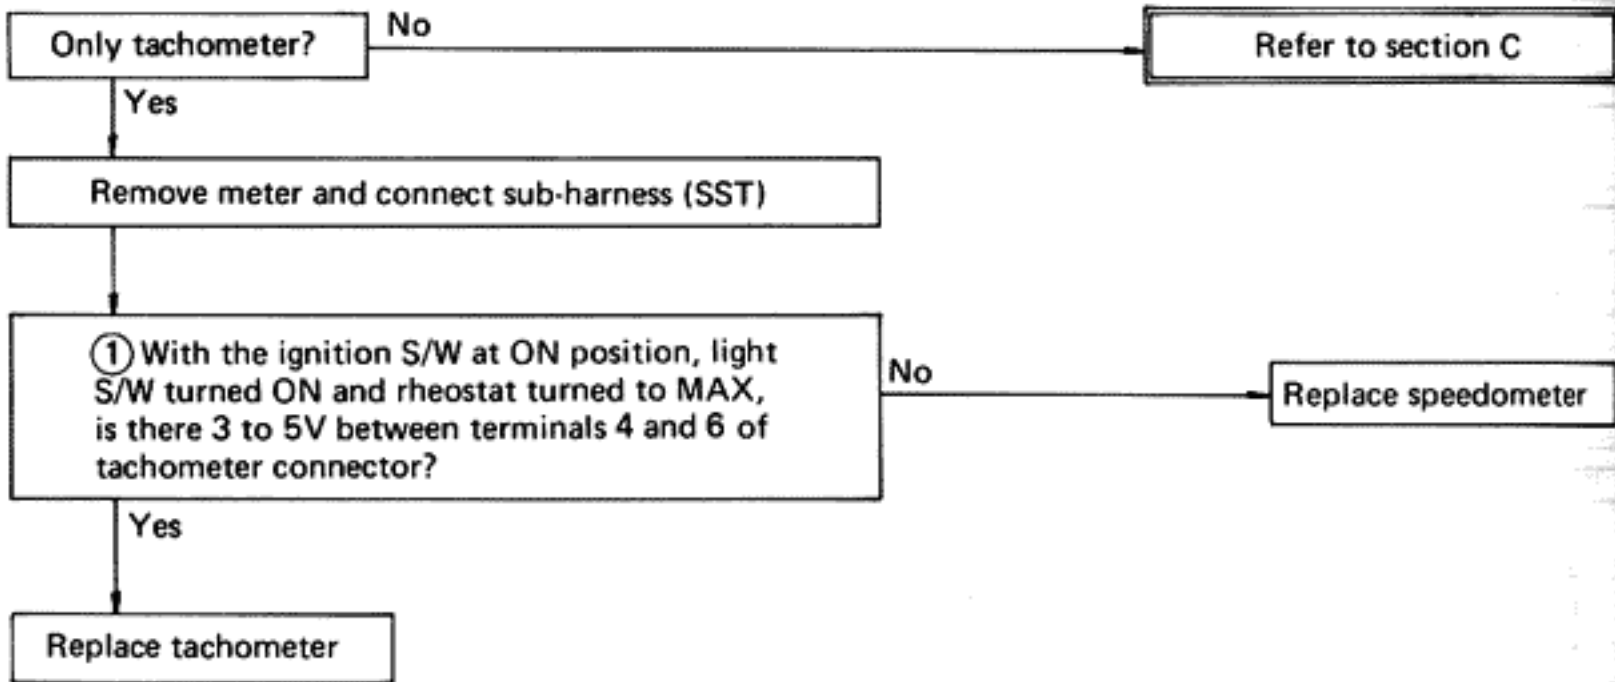 Only tachometer?
No
Refer to section C
Yes
Remove meter and connect sub-harness (SST)
① With the ignition S/W at ON position, light
S/W turned ON and rheostat turned to MAX,
is there 3 to 5V between terminals 4 and 6 of
tachometer connector?
No
Replace speedometer
Yes
Replace tachometer